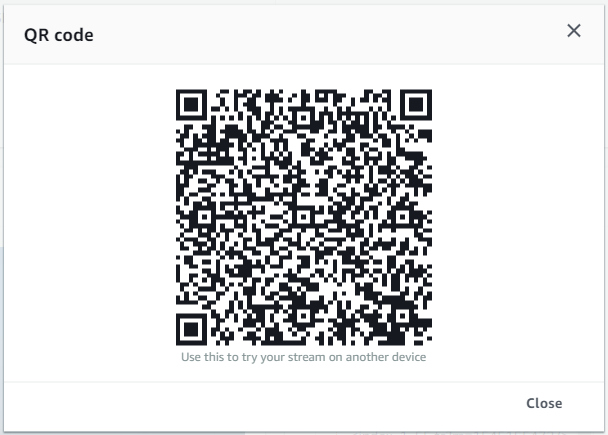 QR code
Use this to try your stream on another device
Close